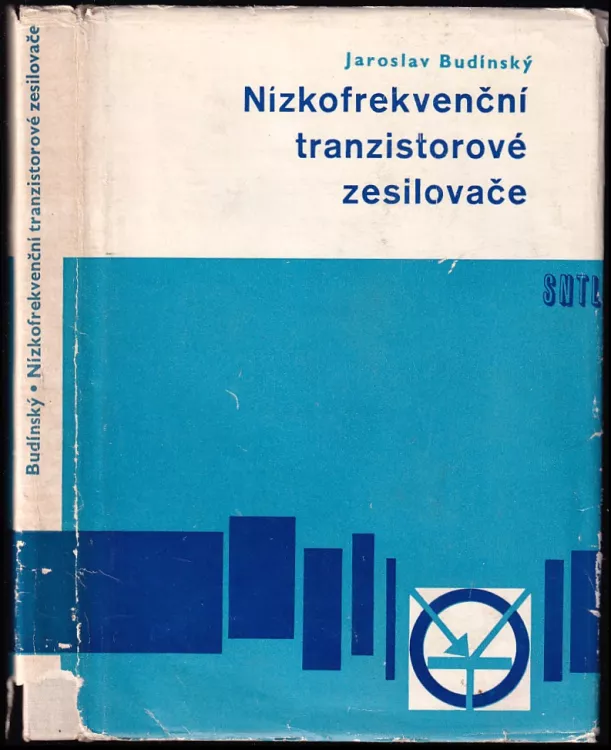 Jaroslav Budínský
Nízkofrekvenční
tranzistorové
zesilovače
SNTL
Budínský • Nízkofrekvenční tranzistorové zesilovače